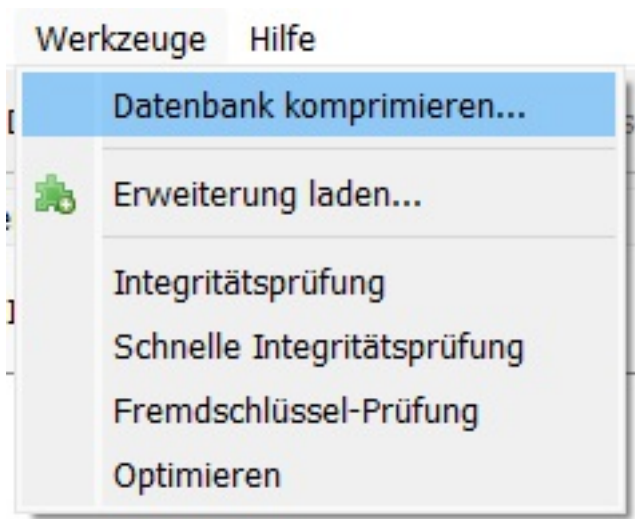 Werkzeuge Hilfe
Datenbank komprimieren...
Erweiterung laden...
Integritätsprüfung
Schnelle Integritätsprüfung
Fremdschlüssel-Prüfung
Optimieren